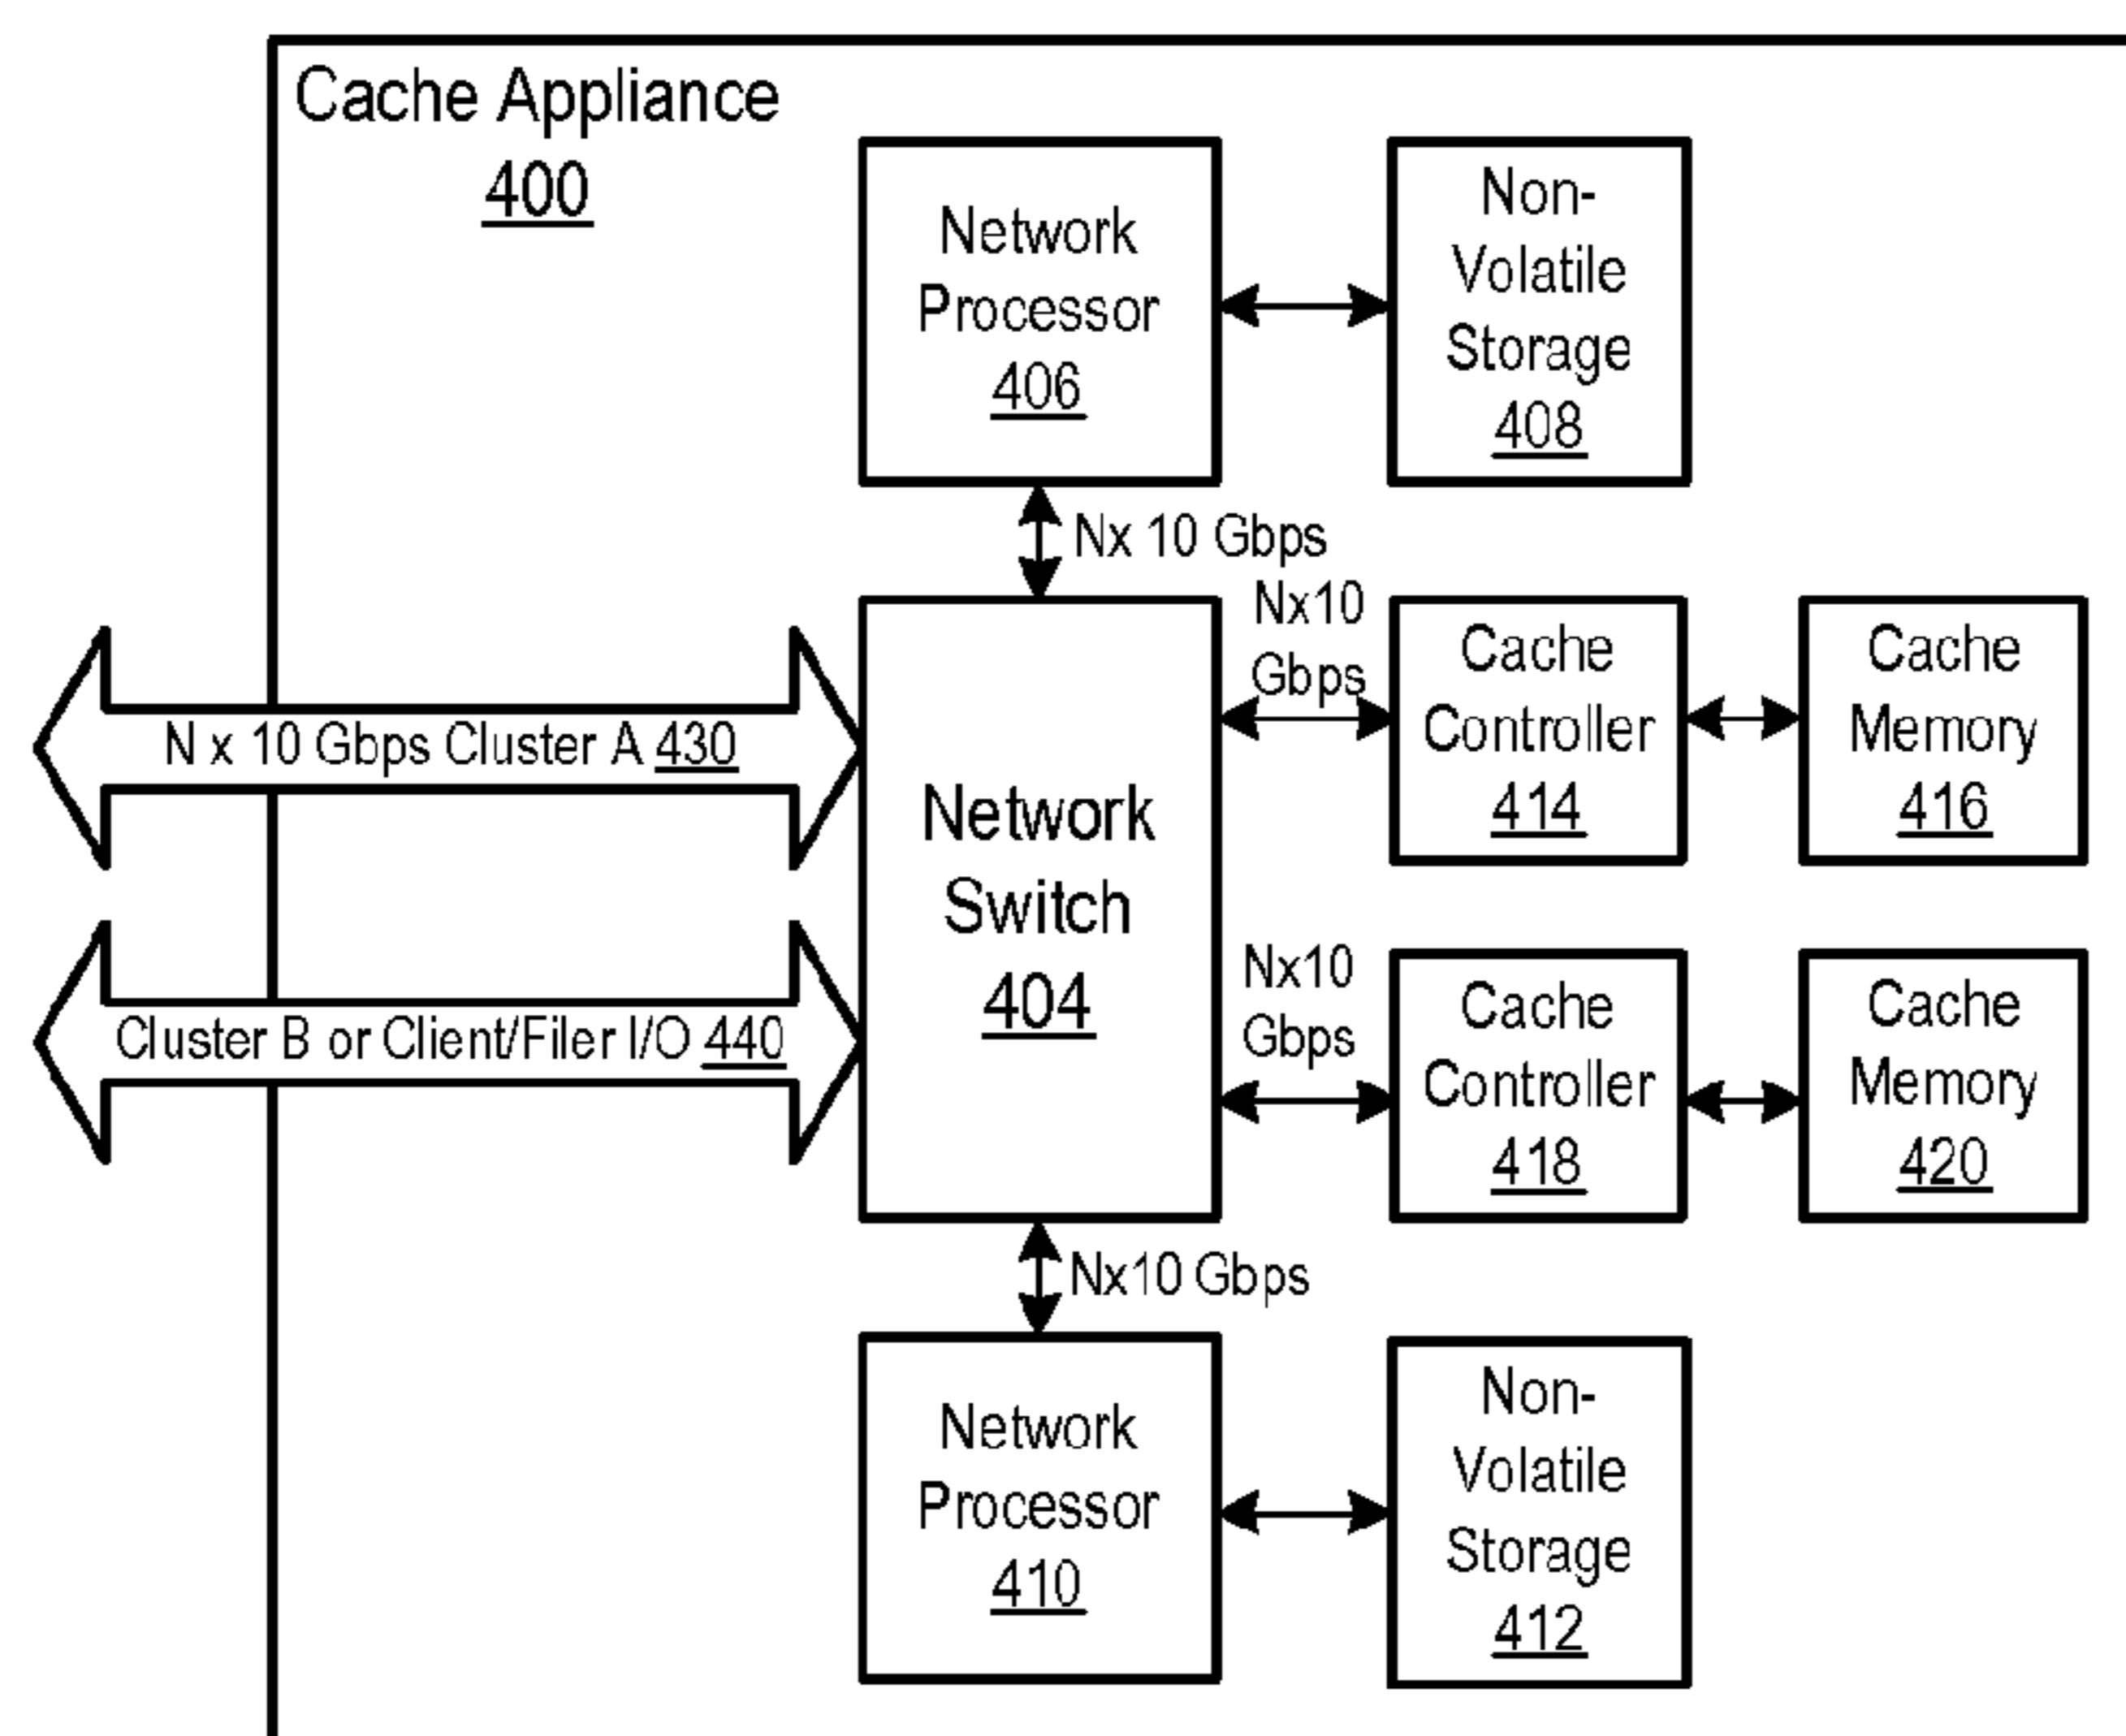 Cache Appliance
400
Network
Processor
406
Non-
Volatile
Storage
408
Nx 10 Gbps
Nx10
Gbps
Cache
Controller
414
Cache
Memory
416
N x 10 Gbps Cluster A 430
Network
Switch
404
Cluster B or Client/Filer I/O 440
Nx10
Gbps
Cache
Controller
418
Cache
Memory
420
Nx10 Gbps
Network
Processor
410
Non-
Volatile
Storage
412